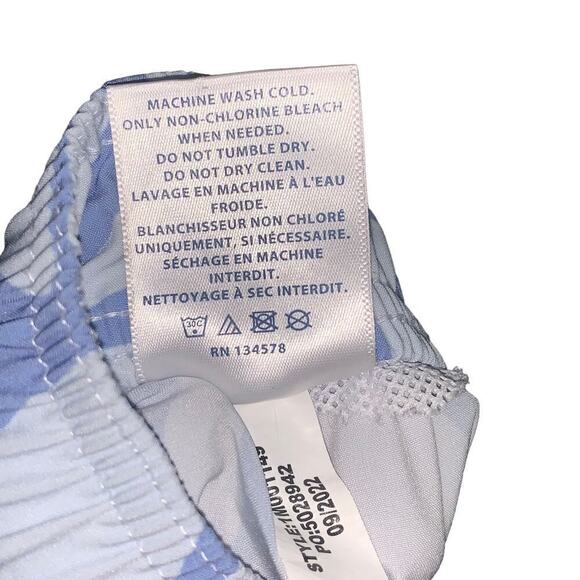 MACHINE WASH COLD.
ONLY NON-CHLORINE BLEACH
WHEN NEEDED.
DO NOT TUMBLE DRY.
DO NOT DRY CLEAN.
LAVAGE EN MACHINE À L'EAU
FROIDE.
BLANCHISSEUR NON CHLORÉ
UNIQUEMENT, SI NÉCESSAIRE.
SÉCHAGE EN MACHINE
INTERDIT.
NETTOYAGE À SEC INTERDIT.
30C
RN 134578
PO:5028942
09/2022